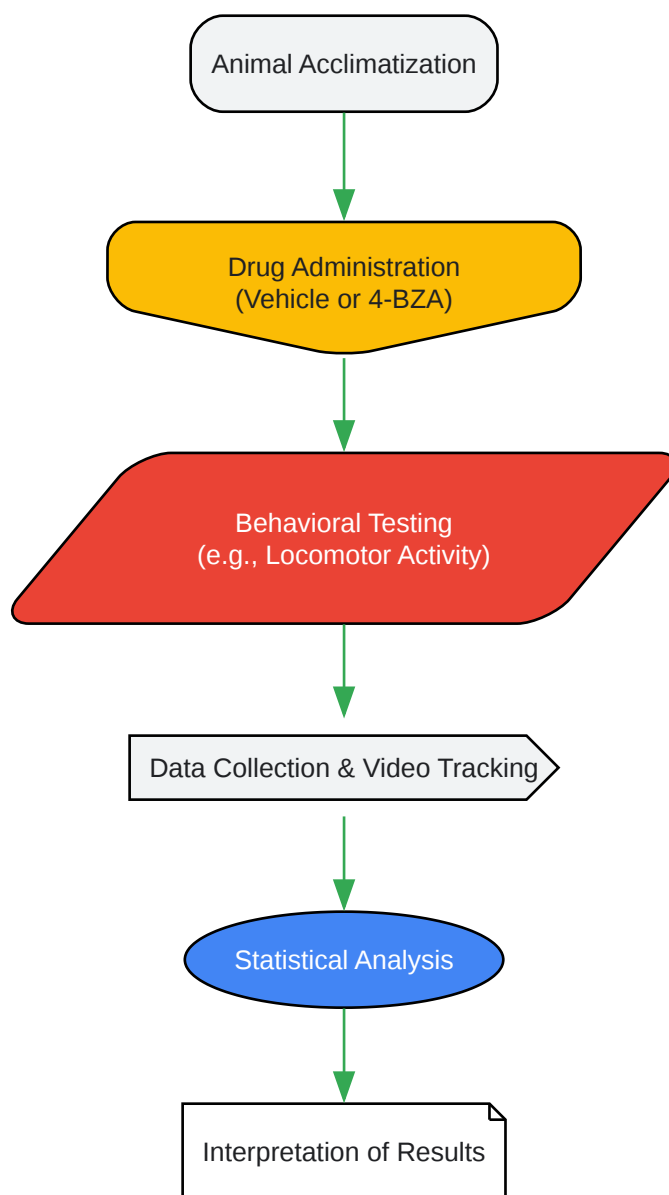 Animal Acclimatization
Drug Administration
(Vehicle or 4-BZA)
Behavioral Testing
(e.g., Locomotor Activity)
Data Collection & Video Tracking
Statistical Analysis
Interpretation of Results